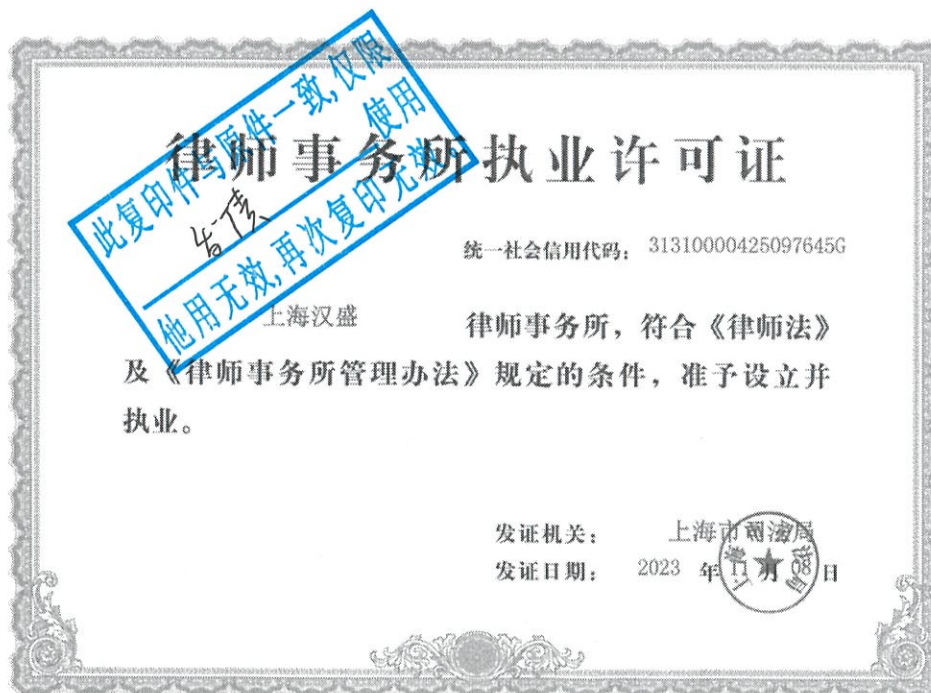 律师事务所执业许可证
此复印件与原件一致,仅限
发债 使用
他用无效,再次复印无效
统一社会信用代码: 31310000425097645G
上海汉盛 律师事务所,符合《律师法》
及《律师事务所管理办法》规定的条件,准予设立并
执业。
发证机关: 上海市司法局
发证日期: 2023 年 11 月 08 日